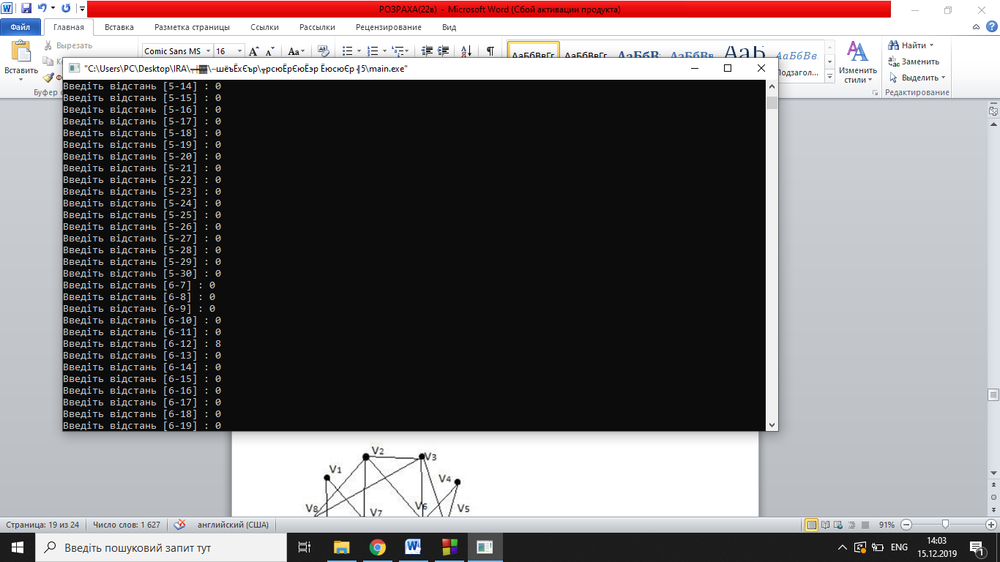 РОЗРАХА(22в) - Microsoft Word (Сбой активации продукта)
Файл Главная Вставка Разметка страницы Ссылки Рассылки Рецензирование Вид
Вставить
Вырезать
Буфер
Comic Sans MS 16
АаБбВвГг АаБбВвГг АаБбВ АаБбВв АаБ АаБбВв.
Подзагол...
Изменить стили
Найти
Заменить
Выделить
Редактирование
"C:\Users\PC\Desktop\IRA\
\main.exe"
Введіть відстань [5-14] : 0
Введіть відстань [5-15] : 0
Введіть відстань [5-16] : 0
Введіть відстань [5-17] : 0
Введіть відстань [5-18] : 0
Введіть відстань [5-19] : 0
Введіть відстань [5-20] : 0
Введіть відстань [5-21] : 0
Введіть відстань [5-22] : 0
Введіть відстань [5-23] : 0
Введіть відстань [5-24] : 0
Введіть відстань [5-25] : 0
Введіть відстань [5-26] : 0
Введіть відстань [5-27] : 0
Введіть відстань [5-28] : 0
Введіть відстань [5-29] : 0
Введіть відстань [5-30] : 0
Введіть відстань [6-7] : 0
Введіть відстань [6-8] : 0
Введіть відстань [6-9] : 0
Введіть відстань [6-10] : 0
Введіть відстань [6-11] : 0
Введіть відстань [6-12] : 8
Введіть відстань [6-13] : 0
Введіть відстань [6-14] : 0
Введіть відстань [6-15] : 0
Введіть відстань [6-16] : 0
Введіть відстань [6-17] : 0
Введіть відстань [6-18] : 0
Введіть відстань [6-19] : 0
V2
V3
V1
V4
V8
V7
V6
V5
Страница: 19 из 24 Число слов: 1 627 английский (США) 91%
Введіть пошуковий запит тут
ENG
14:03
15.12.2019
1